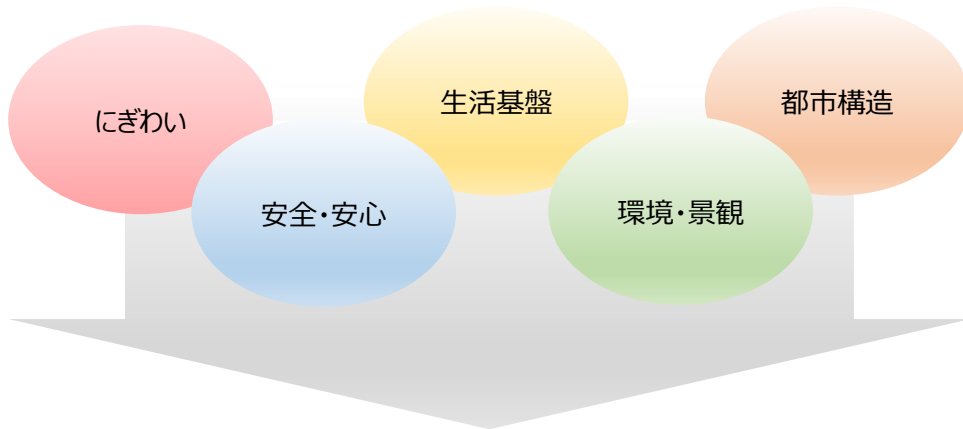 にぎわい
生活基盤
都市構造
安全・安心
環境・景観